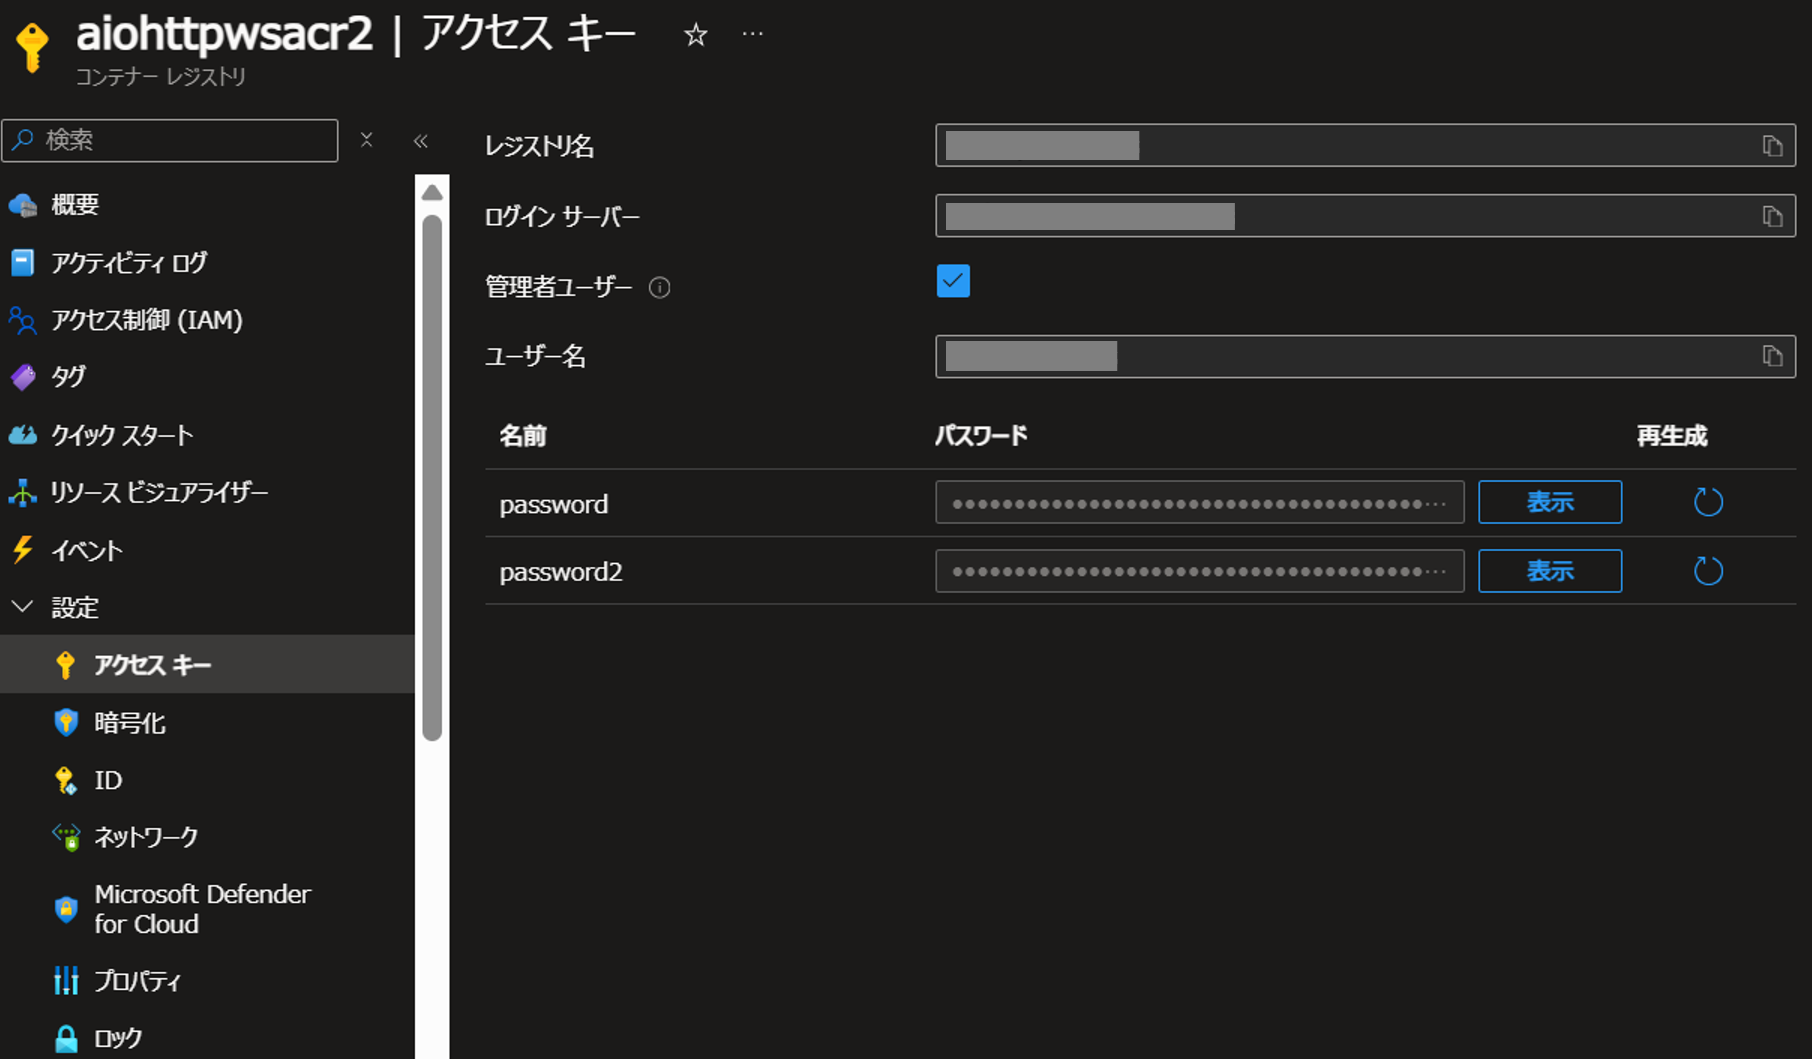 aiohttpwsacr2 | アクセス キー
コンテナー レジストリ
検索
概要
アクティビティ ログ
アクセス制御 (IAM)
タグ
クイック スタート
リソース ビジュアライザー
イベント
設定
アクセス キー
暗号化
ID
ネットワーク
Microsoft Defender
for Cloud
プロパティ
ロック
レジストリ名
ログイン サーバー
管理者ユーザー
ユーザー名
名前 パスワード 再生成
password 表示
password2 表示